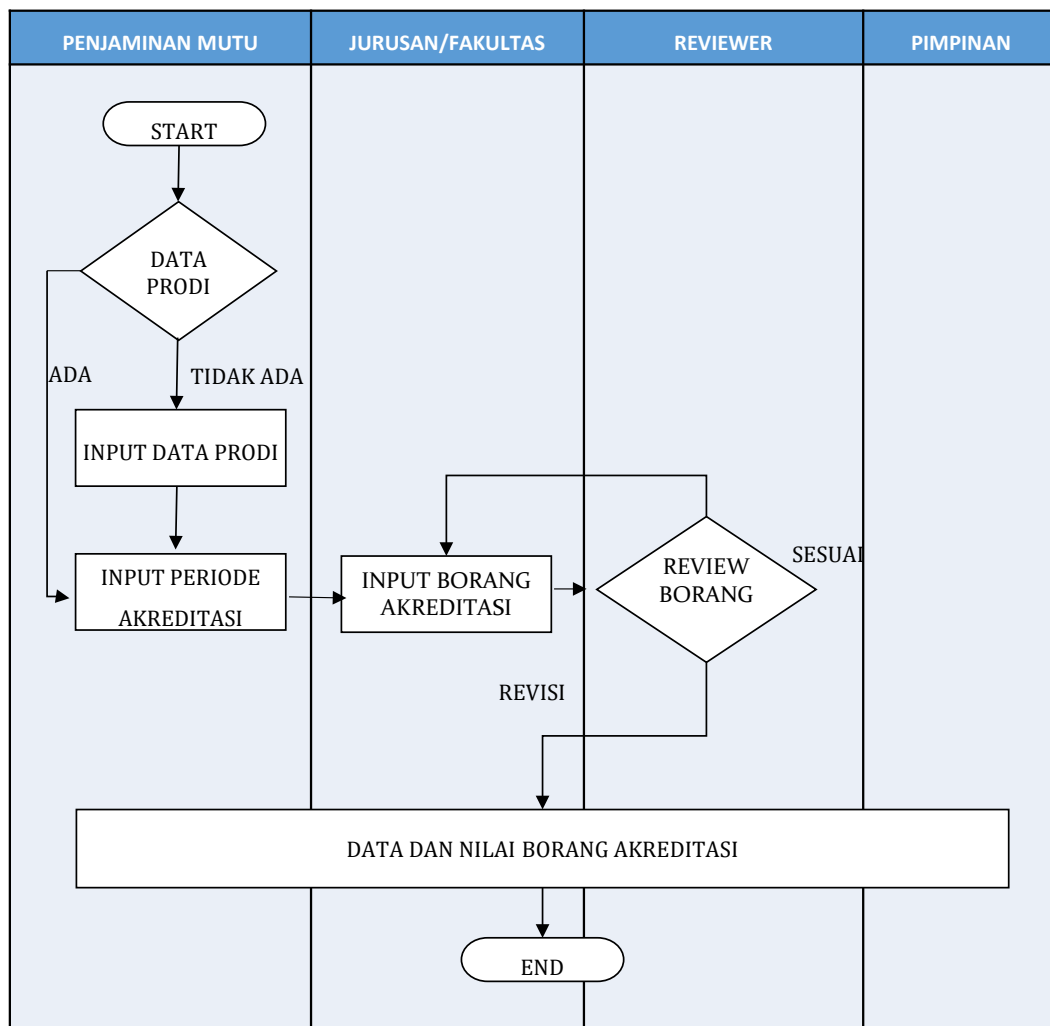 PENJAMINAN MUTU
JURUSAN/FAKULTAS
REVIEWER
PIMPINAN
START
DATA
PRODI
ADA
TIDAK ADA
INPUT DATA PRODI
INPUT PERIODE
AKREDITASI
INPUT BORANG
AKREDITASI
REVIEW
BORANG
SESUAI
REVISI
DATA DAN NILAI BORANG AKREDITASI
END